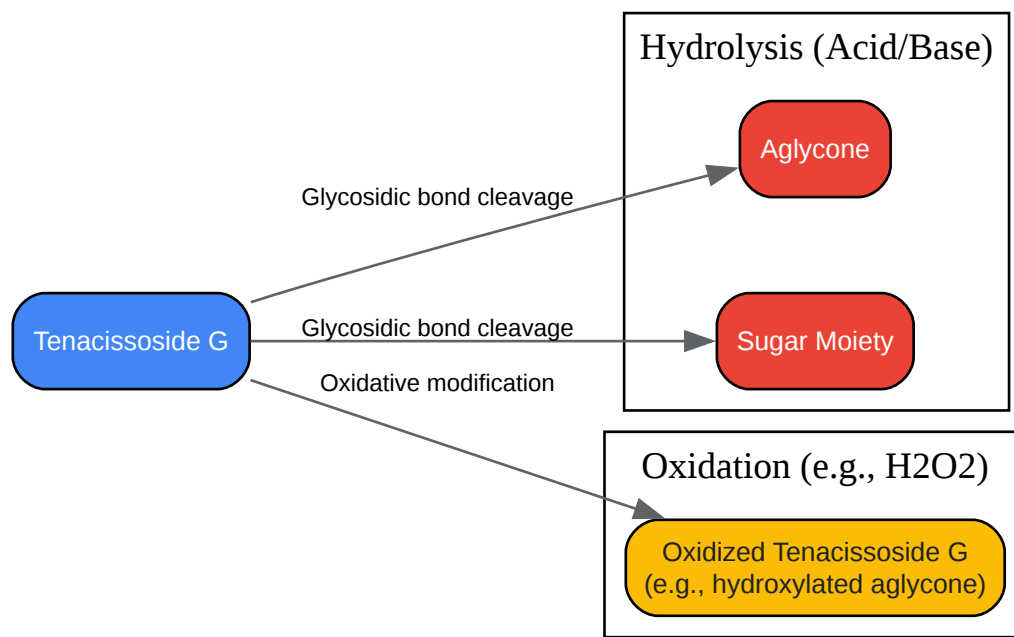 Hydrolysis (Acid/Base)
Aglycone
Glycosidic bond cleavage
Tenacissoside G
Glycosidic bond cleavage
Sugar Moiety
Oxidative modification
Oxidation (e.g., H2O2)
Oxidized Tenacissoside G
(e.g., hydroxylated aglycone)